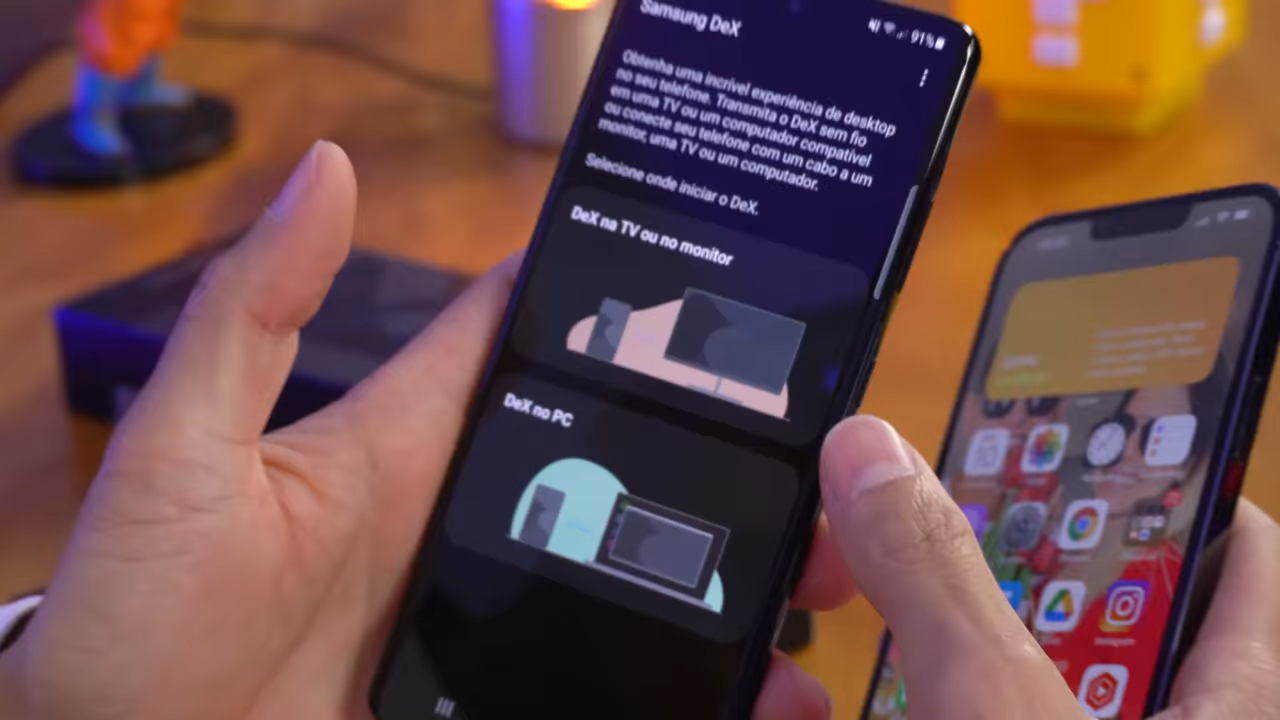 Samsung DeX
91%
Obtenha uma incrível experiência de desktop
no seu telefone. Transmita o DeX sem fio
em uma TV ou um computador compatível
ou conecte seu telefone com um cabo a um
monitor, uma TV ou um computador.
Selecione onde iniciar o DeX.
DeX na TV ou no monitor
DeX no PC